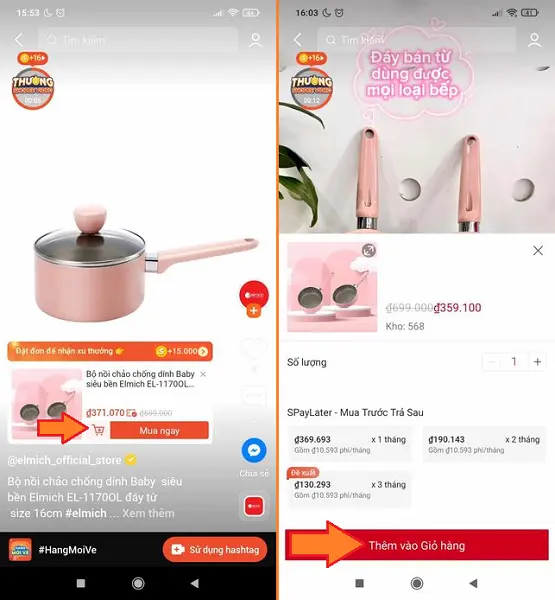 15:53
41
Tìm kiếm
+16
THƯỞNG
00:05
Đặt đơn để nhận xu thưởng
+15.000
Bộ nồi chảo chống dính Baby
siêu bền Elmich EL-1170OL...
₫371.070 ₫699.000
Mua ngay
@elmich_official_store
Bộ nồi chảo chống dính Baby siêu
bền Elmich EL-1170OL đáy từ
size 16cm #elmich ... Xem thêm
Chia sẻ
#HangMoiVe
Sử dụng hashtag
16:03
41
Tìm kiếm
+16
THƯỞNG
00:12
Đáy bán từ
dùng được
mọi loại bếp
₫699.000 ₫359.100
Kho: 568
Số lượng
1
SPayLater - Mua Trước Trả Sau
₫369.693 x 1 tháng
Gồm ₫10.593 phí/tháng
₫190.143 x 2 tháng
Gồm ₫10.593 phí/tháng
Đề xuất
₫130.293 x 3 tháng
Gồm ₫10.593 phí/tháng
Thêm vào Giỏ hàng